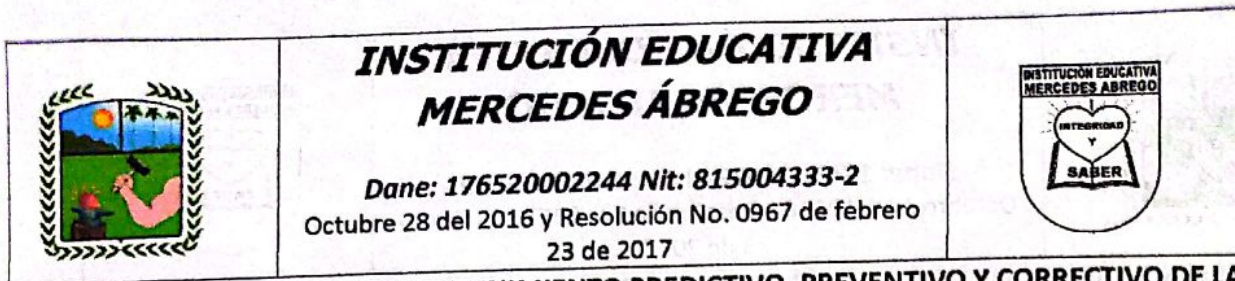 INSTITUCIÓN EDUCATIVA
MERCEDES ÁBREGO
Dane: 176520002244 Nit: 815004333-2
Octubre 28 del 2016 y Resolución No. 0967 de febrero
23 de 2017
INSTITUCIÓN EDUCATIVA
MERCEDES ABREGO
INTEGRIDAD
Y
SABER
PREDICTIVO, PREVENTIVO Y CORRECTIVO DE LA